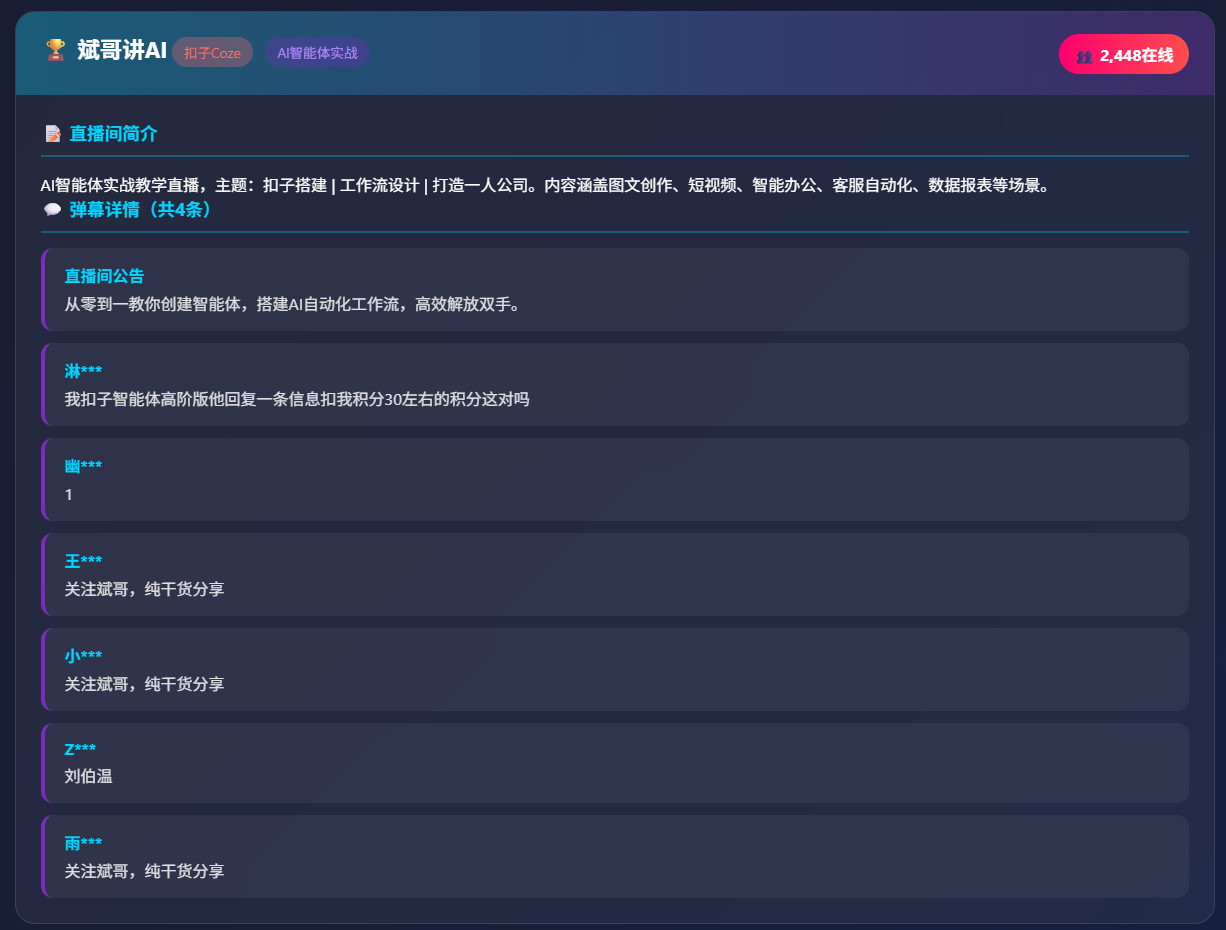 斌哥讲AI 扣子Coze AI智能体实战 2,448在线
直播间简介
AI智能体实战教学直播，主题：扣子搭建 | 工作流设计 | 打造一人公司。内容涵盖图文创作、短视频、智能办公、客服自动化、数据报表等场景。
弹幕详情（共4条）
直播间公告
从零到一教你创建智能体，搭建AI自动化工作流，高效解放双手。
淋***
我扣子智能体高阶版他回复一条信息扣我积分30左右的积分这对吗
幽***
1
王***
关注斌哥，纯干货分享
小***
关注斌哥，纯干货分享
Z***
刘伯温
雨***
关注斌哥，纯干货分享